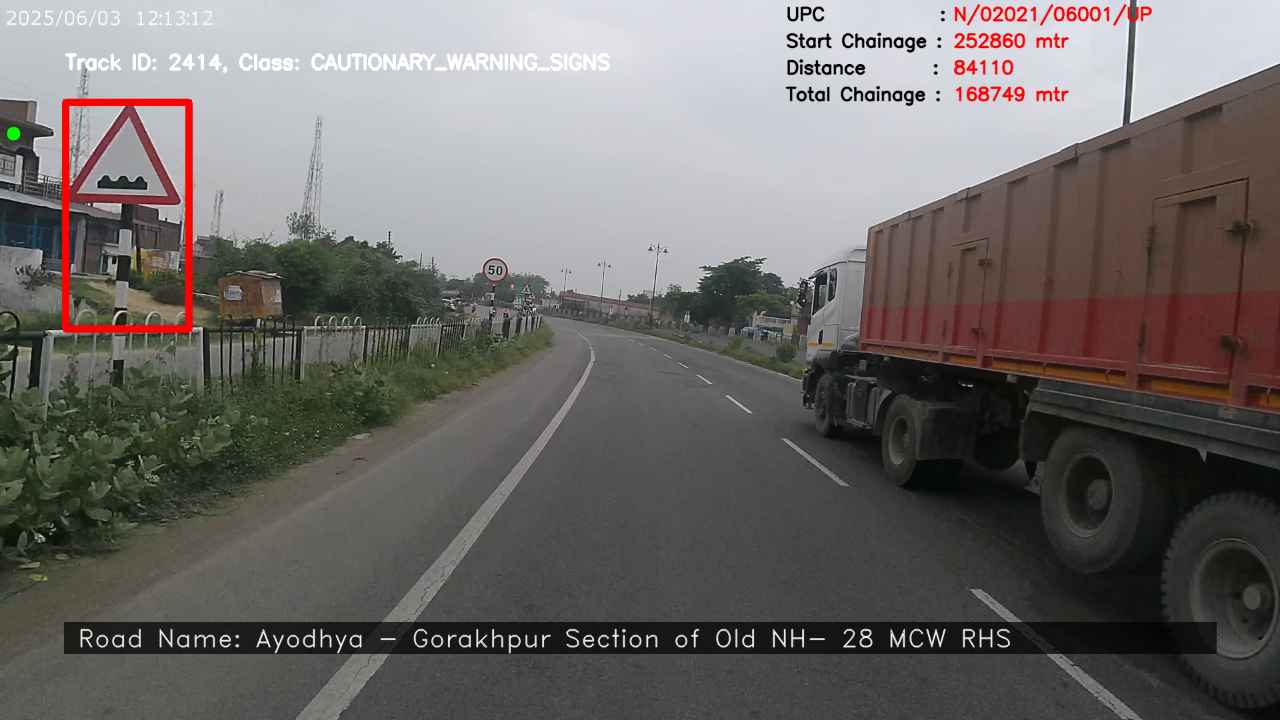 2025/06/03 12:13:12
Track ID: 2414, Class: CAUTIONARY_WARNING_SIGNS
UPC : N/02021/06001/UP
Start Chainage : 252860 mtr
Distance : 84110
Total Chainage : 168749 mtr
50
Road Name: Ayodhya - Gorakhpur Section of Old NH- 28 MCW RHS